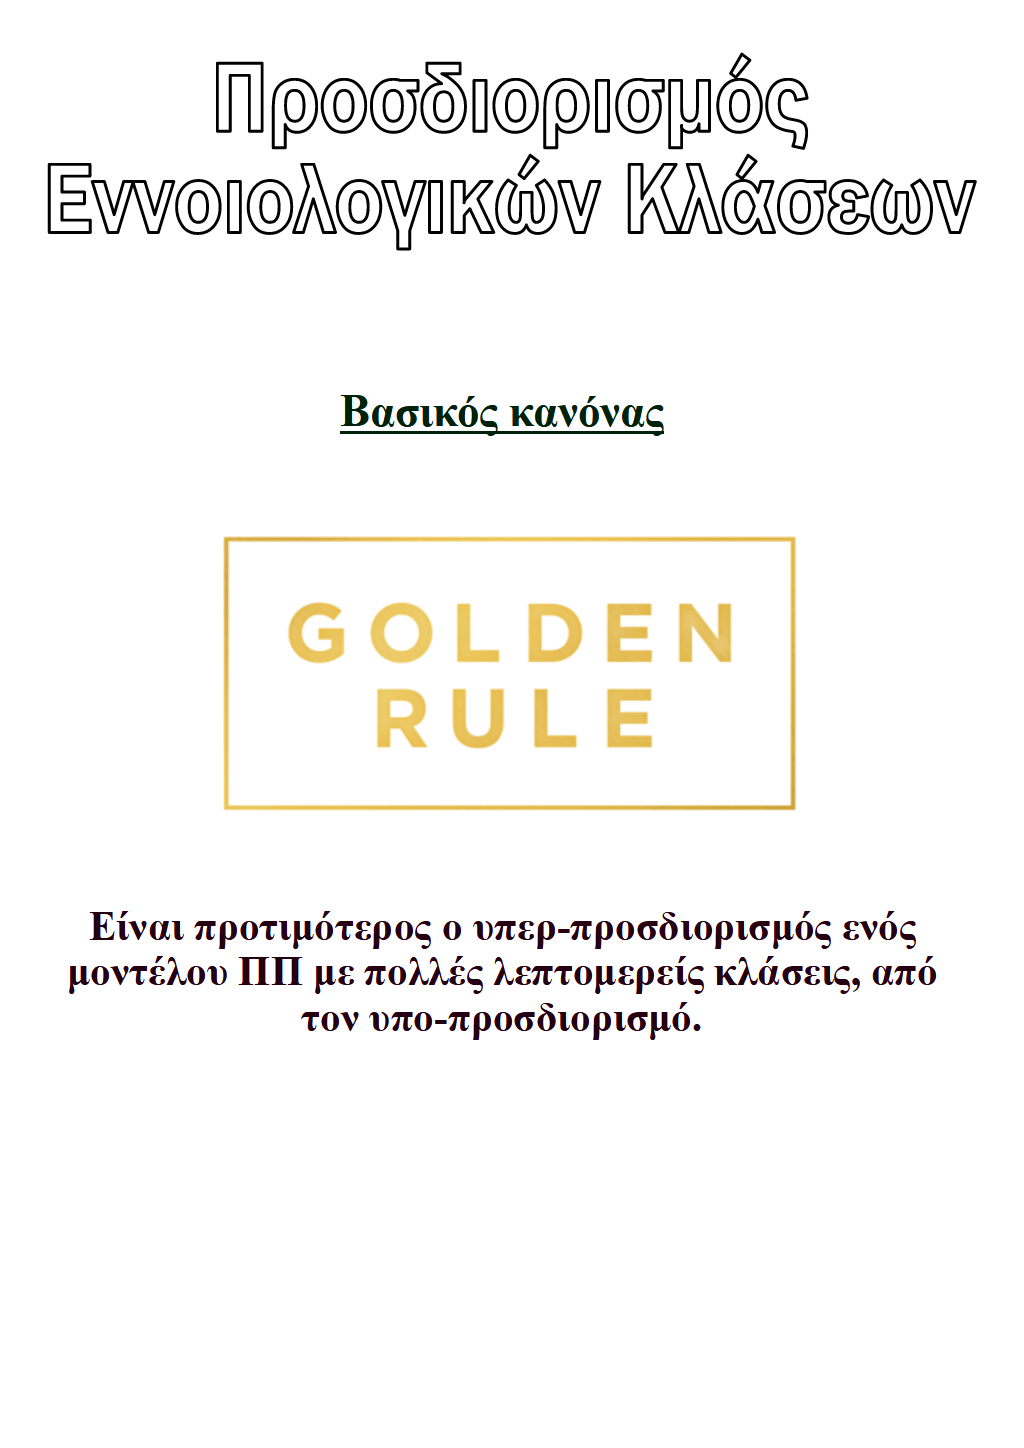 Προσδιορισμός
Εννοιολογικών Κλάσεων
Βασικός κανόνας
GOLDEN
RULE
Είναι προτιμότερος ο υπερ-προσδιορισμός ενός
μοντέλου ΠΠ με πολλές λεπτομερείς κλάσεις, από
τον υπο-προσδιορισμό.